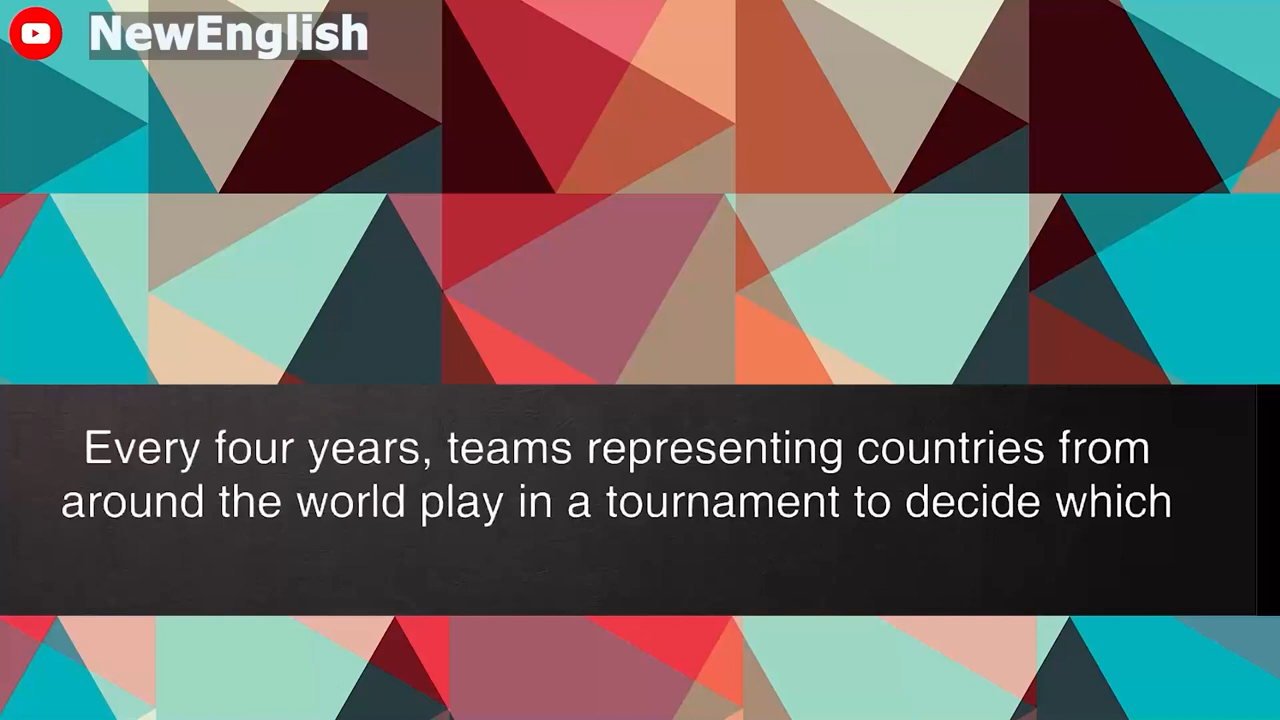 NewEnglish
Every four years, teams representing countries from
around the world play in a tournament to decide which